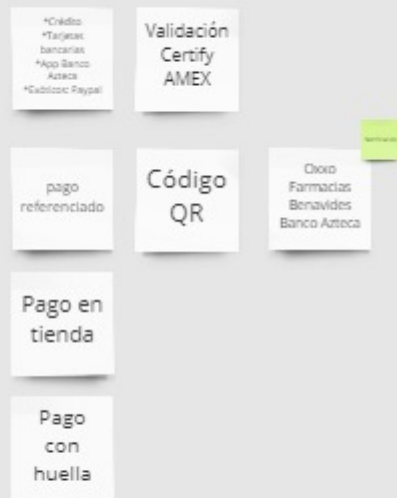 *Crédito
*Tarjetas
bancarias
*App Banco
Azteca
Paypal
Validación
Certify
AMEX
pago
referenciado
Código
QR
Oxxo
Farmacias
Benavides
Banco Azteca
Pago en
tienda
Pago
con
huella